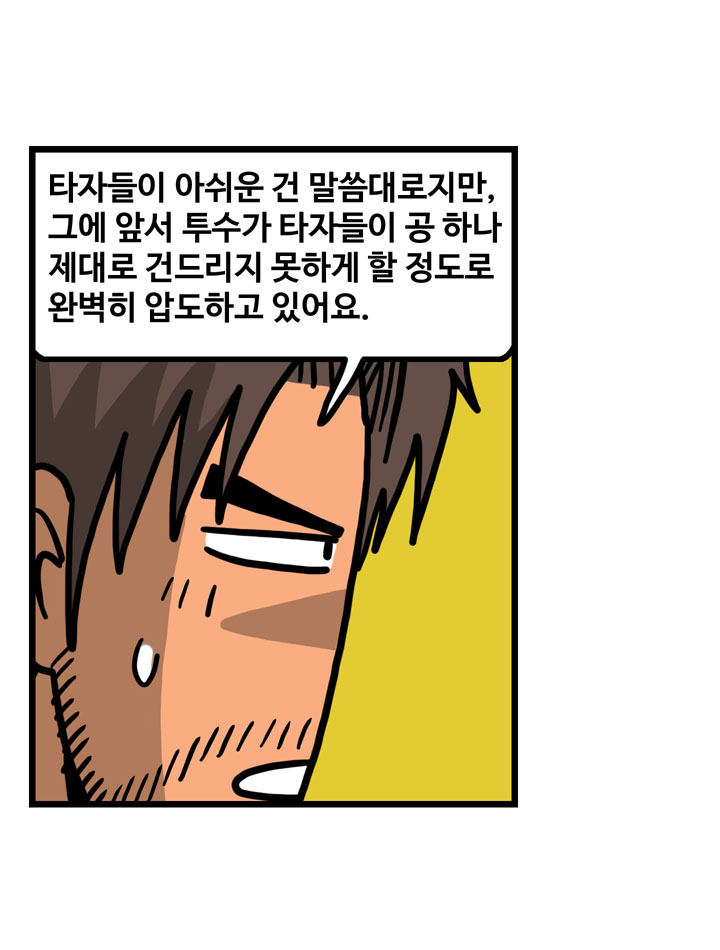 타자들이 아쉬운 건 말씀대로지만,
그에 앞서 투수가 타자들이 공 하나
제대로 건드리지 못하게 할 정도로
완벽히 압도하고 있어요.